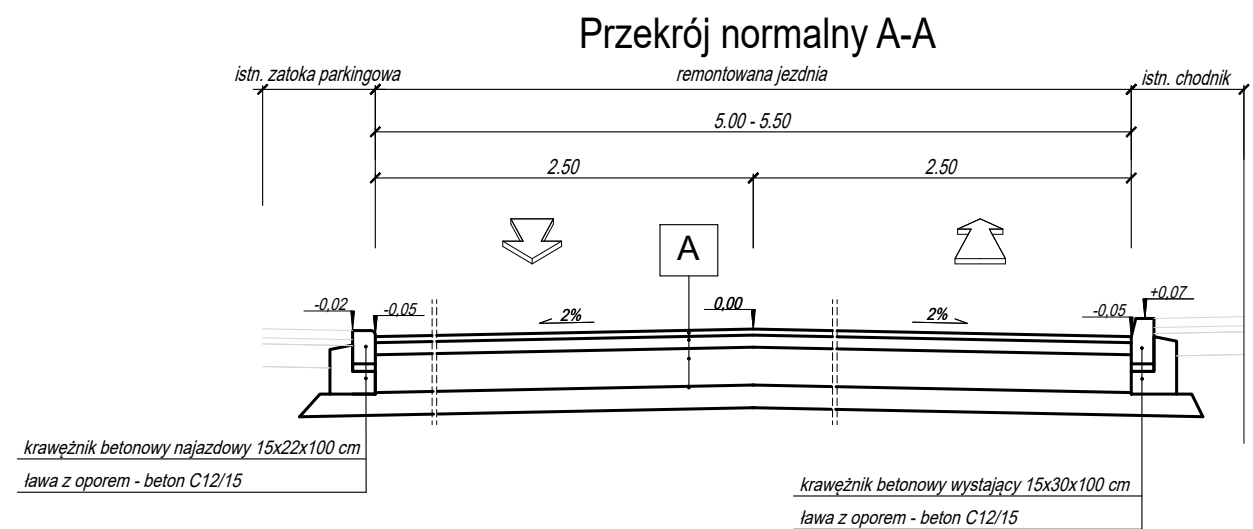 Przekrój normalny A-A
istn. zatoka parkingowa
remontowana jezdnia
istn. chodnik
5.00 - 5.50
2.50
2.50
A
-0,02
-0,05
2%
0,00
2%
-0,05
+0,07
krawężnik betonowy najazdowy 15x22x100 cm
ława z oporem - beton C12/15
krawężnik betonowy wystający 15x30x100 cm
ława z oporem - beton C12/15